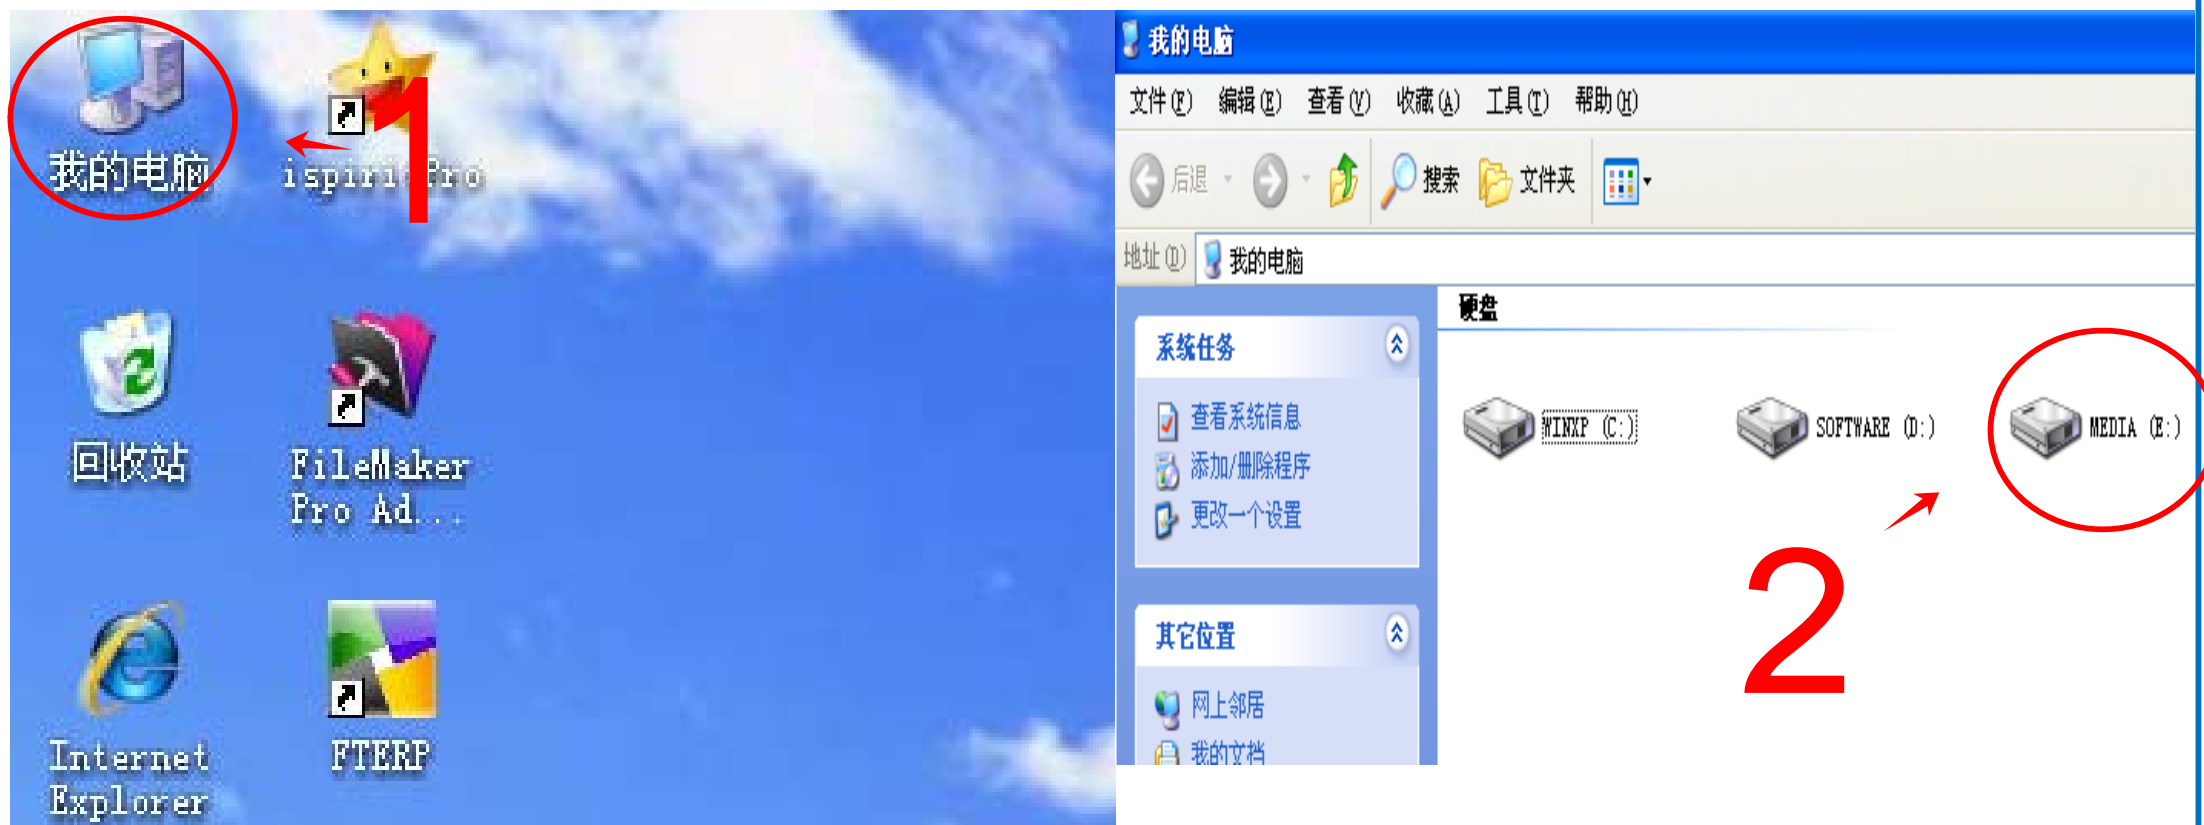 我的电脑
1
ispiritPro
回收站
FileMaker
Pro Ad...
Internet
Explorer
FTERP
我的电脑
文件(F) 编辑(E) 查看(V) 收藏(A) 工具(T) 帮助(H)
后退 搜索 文件夹
地址(D) 我的电脑
系统任务
查看系统信息
添加/删除程序
更改一个设置
其它位置
网上邻居
我的文档
硬盘
WINXP (C:) SOFTWARE (D:) MEDIA (E:)
2